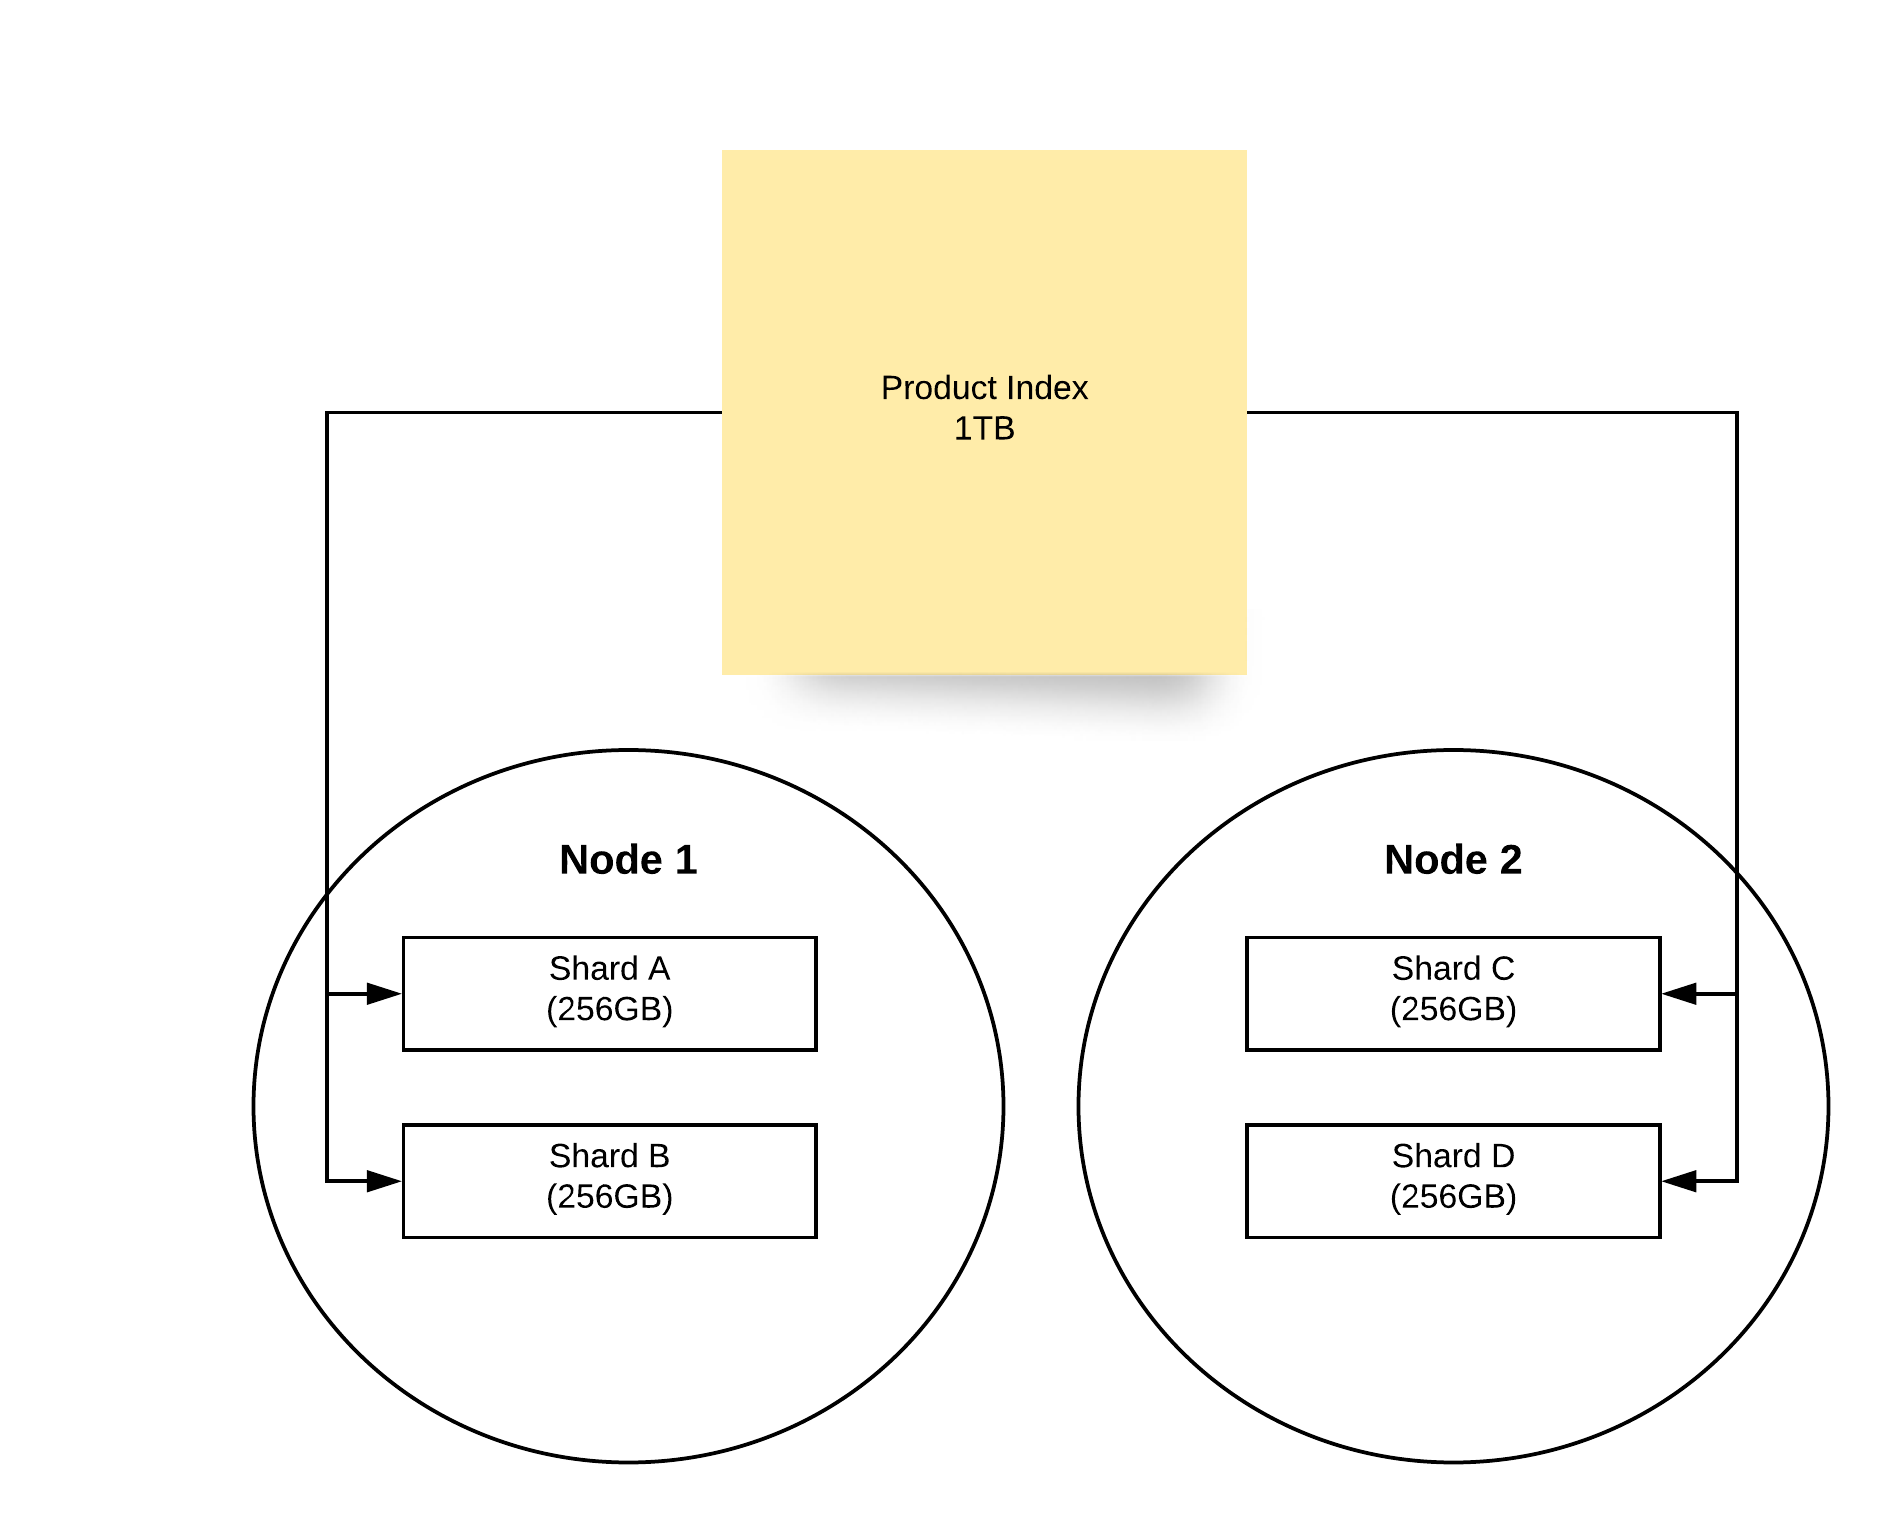 Product Index
1TB
Node 1
Shard A
(256GB)
Shard B
(256GB)
Node 2
Shard C
(256GB)
Shard D
(256GB)